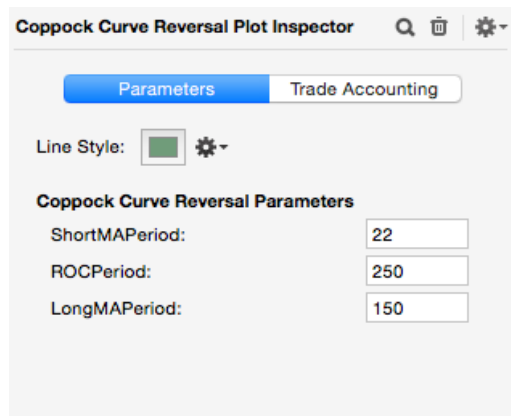 Coppock Curve Reversal Plot Inspector
Parameters Trade Accounting
Line Style:
Coppock Curve Reversal Parameters
ShortMAPeriod: 22
ROCPeriod: 250
LongMAPeriod: 150